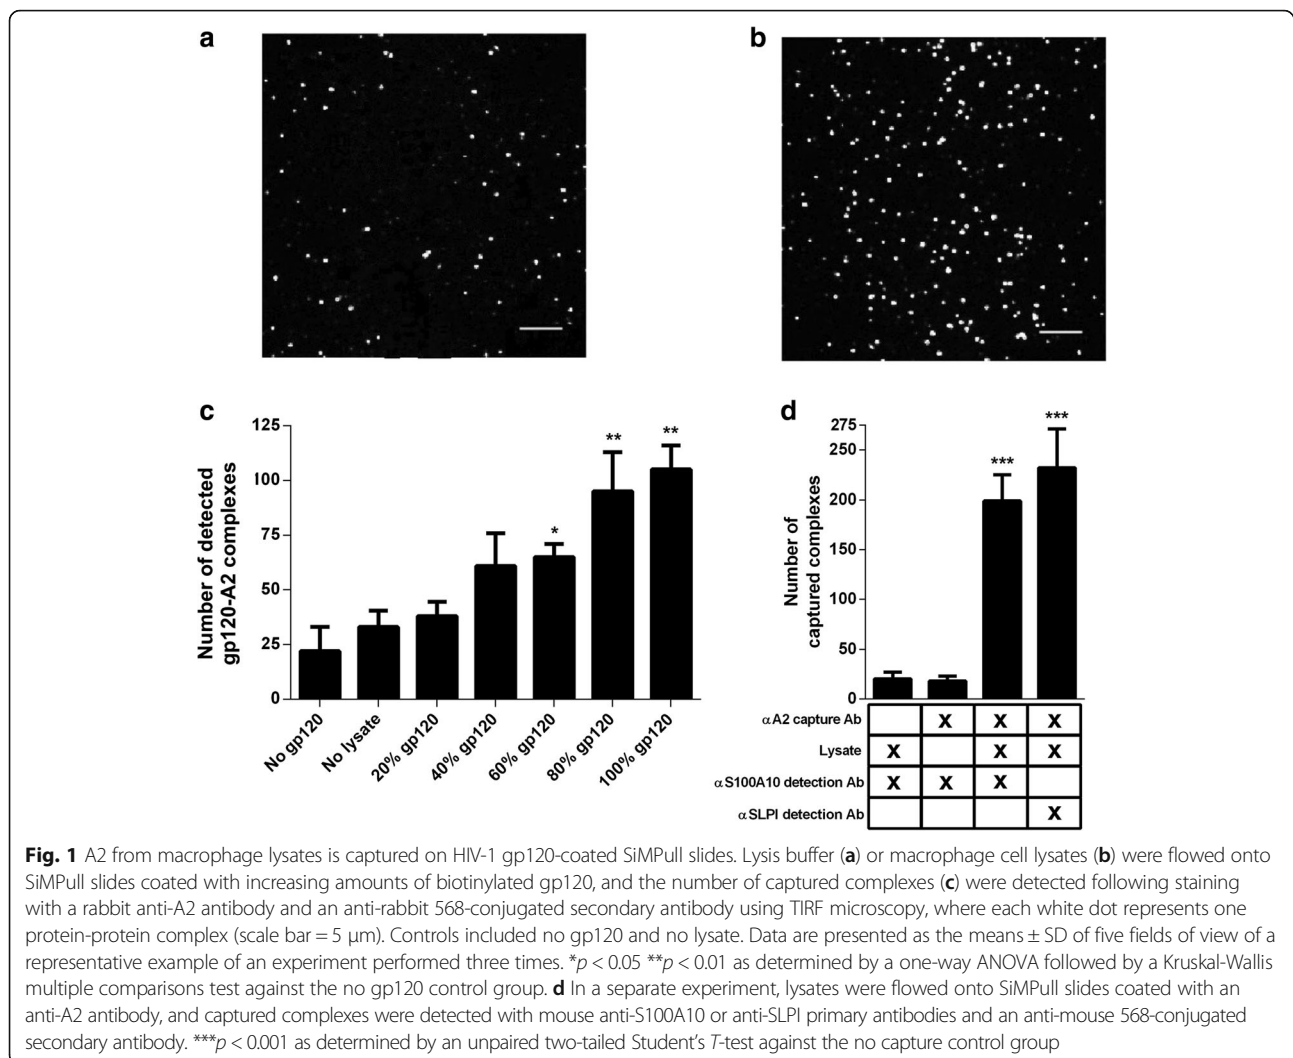 a
b
c
125
100
75
50
25
0
Number of detected
gp120-A2 complexes
*
**
**
No gp120
No lysate
20% gp120
40% gp120
60% gp120
80% gp120
100% gp120
d
275
250
200
150
100
50
0
Number of
captured complexes
***
***
αA2 capture Ab X X X
Lysate X X X
αS100A10 detection Ab X X X
αSLPI detection Ab X
Fig. 1 A2 from macrophage lysates is captured on HIV-1 gp120-coated SiMPull slides. Lysis buffer (a) or macrophage cell lysates (b) were flowed onto
SiMPull slides coated with increasing amounts of biotinylated gp120, and the number of captured complexes (c) were detected following staining
with a rabbit anti-A2 antibody and an anti-rabbit 568-conjugated secondary antibody using TIRF microscopy, where each white dot represents one
protein-protein complex (scale bar = 5 μm). Controls included no gp120 and no lysate. Data are presented as the means ± SD of five fields of view of a
representative example of an experiment performed three times. *p < 0.05 **p < 0.01 as determined by a one-way ANOVA followed by a Kruskal-Wallis
multiple comparisons test against the no gp120 control group. d In a separate experiment, lysates were flowed onto SiMPull slides coated with an
anti-A2 antibody, and captured complexes were detected with mouse anti-S100A10 or anti-SLPI primary antibodies and an anti-mouse 568-conjugated
secondary antibody. ***p < 0.001 as determined by an unpaired two-tailed Student's T-test against the no capture control group